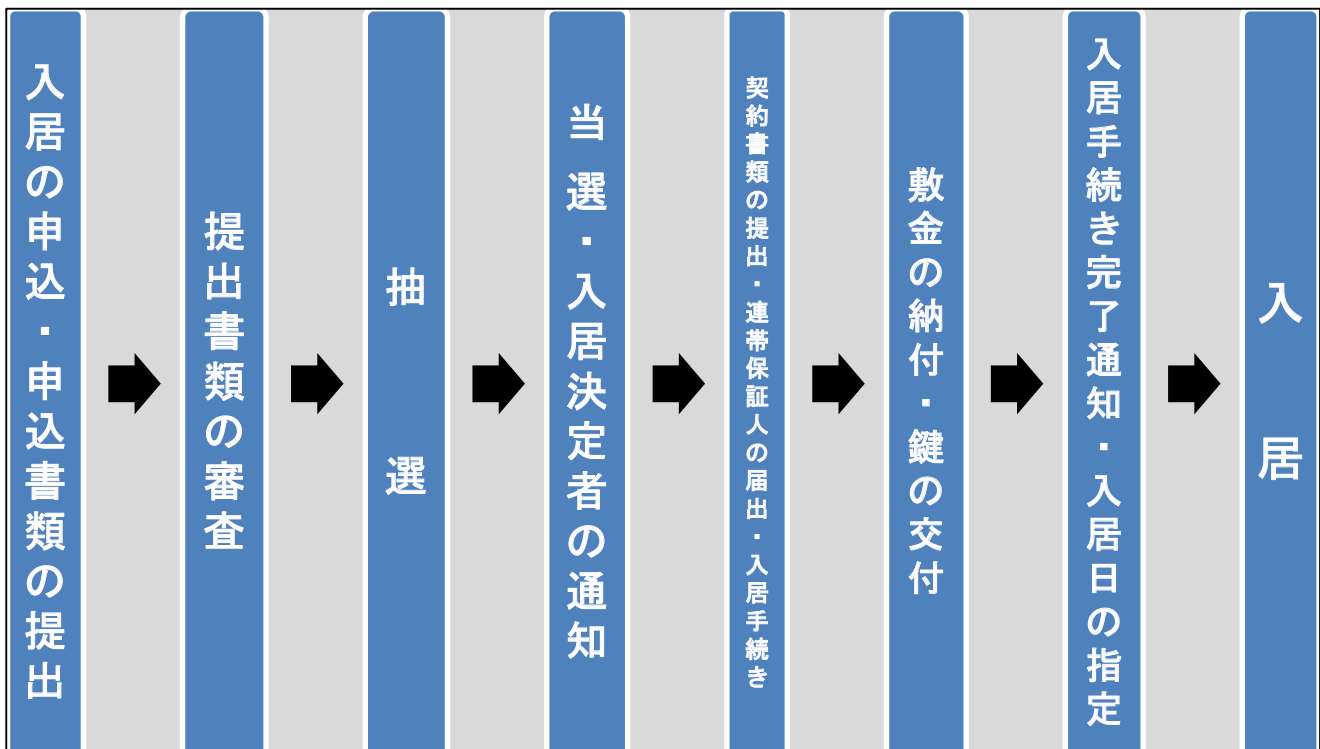 入居の申込・申込書類の提出
提出書類の審査
抽選
当選・入居決定者の通知
契約書類の提出・連帯保証人の届出・入居手続き
敷金の納付・鍵の交付
入居手続き完了通知・入居日の指定
入居